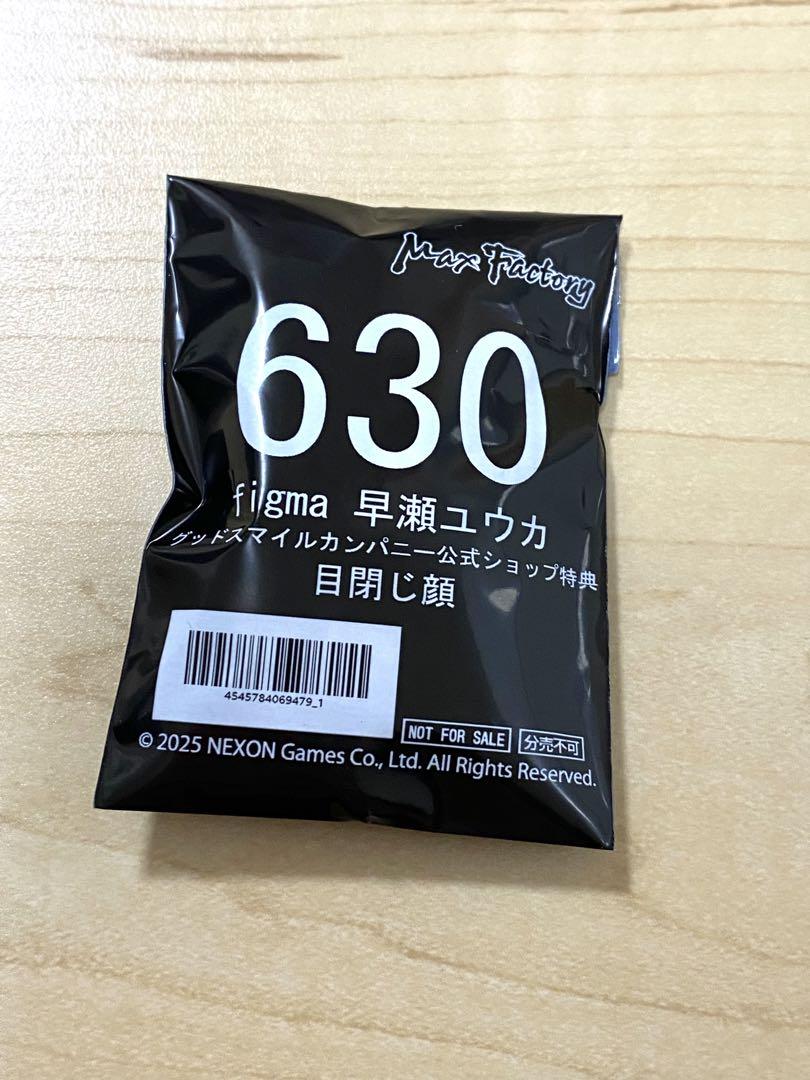 Max Factory
630
figma 早瀬ユウカ
グッドスマイルカンパニー公式ショップ特典
目閉じ顔
4545784069479_1
NOT FOR SALE 分売不可
© 2025 NEXON Games Co., Ltd. All Rights Reserved.